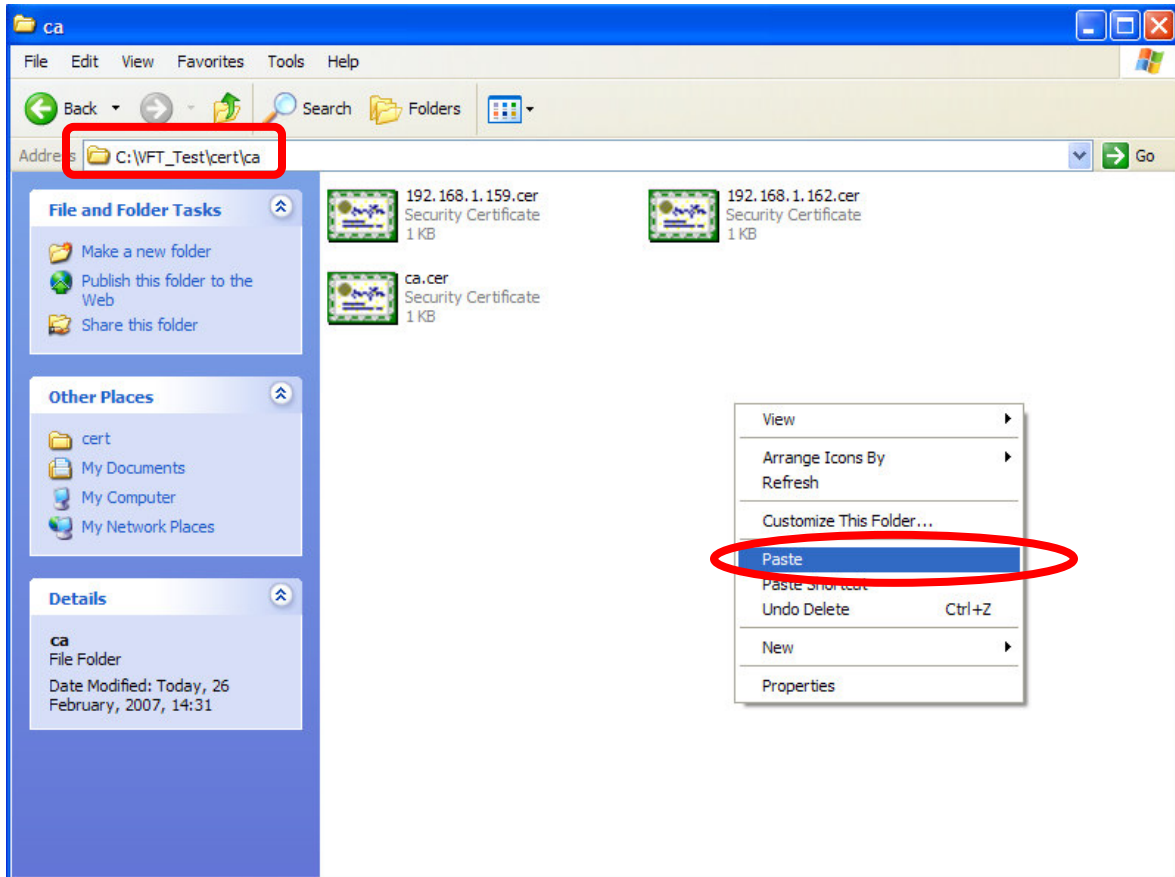 ca
File Edit View Favorites Tools Help
Back Search Folders
Address C:\VFT_Test\cert\ca Go
File and Folder Tasks
Make a new folder
Publish this folder to the
Web
Share this folder
Other Places
cert
My Documents
My Computer
My Network Places
Details
ca
File Folder
Date Modified: Today, 26
February, 2007, 14:31
192.168.1.159.cer
Security Certificate
1 KB
192.168.1.162.cer
Security Certificate
1 KB
ca.cer
Security Certificate
1 KB
View
Arrange Icons By
Refresh
Customize This Folder...
Paste
Paste Shortcut
Undo Delete Ctrl+Z
New
Properties